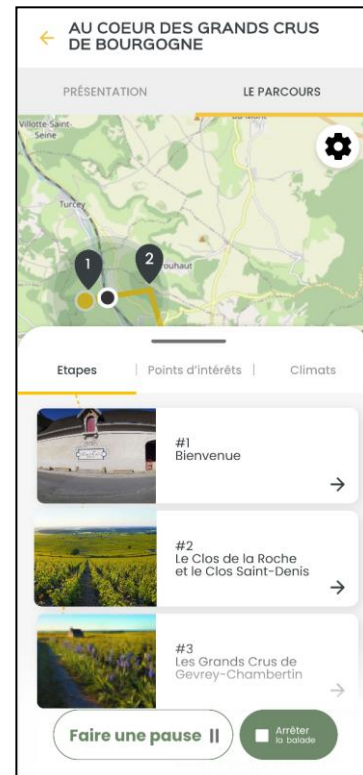 AU COEUR DES GRANDS CRUS
DE BOURGOGNE
PRÉSENTATION
LE PARCOURS
Villotte-Saint-
Seine
Turcey
1
2
rouhaut
Etapes
Points d'intérêts
Climats
#1
Bienvenue
#2
Le Clos de la Roche
et le Clos Saint-Denis
#3
Les Grands Crus de
Gevrey-Chambertin
Faire une pause
Arrêter
la balade